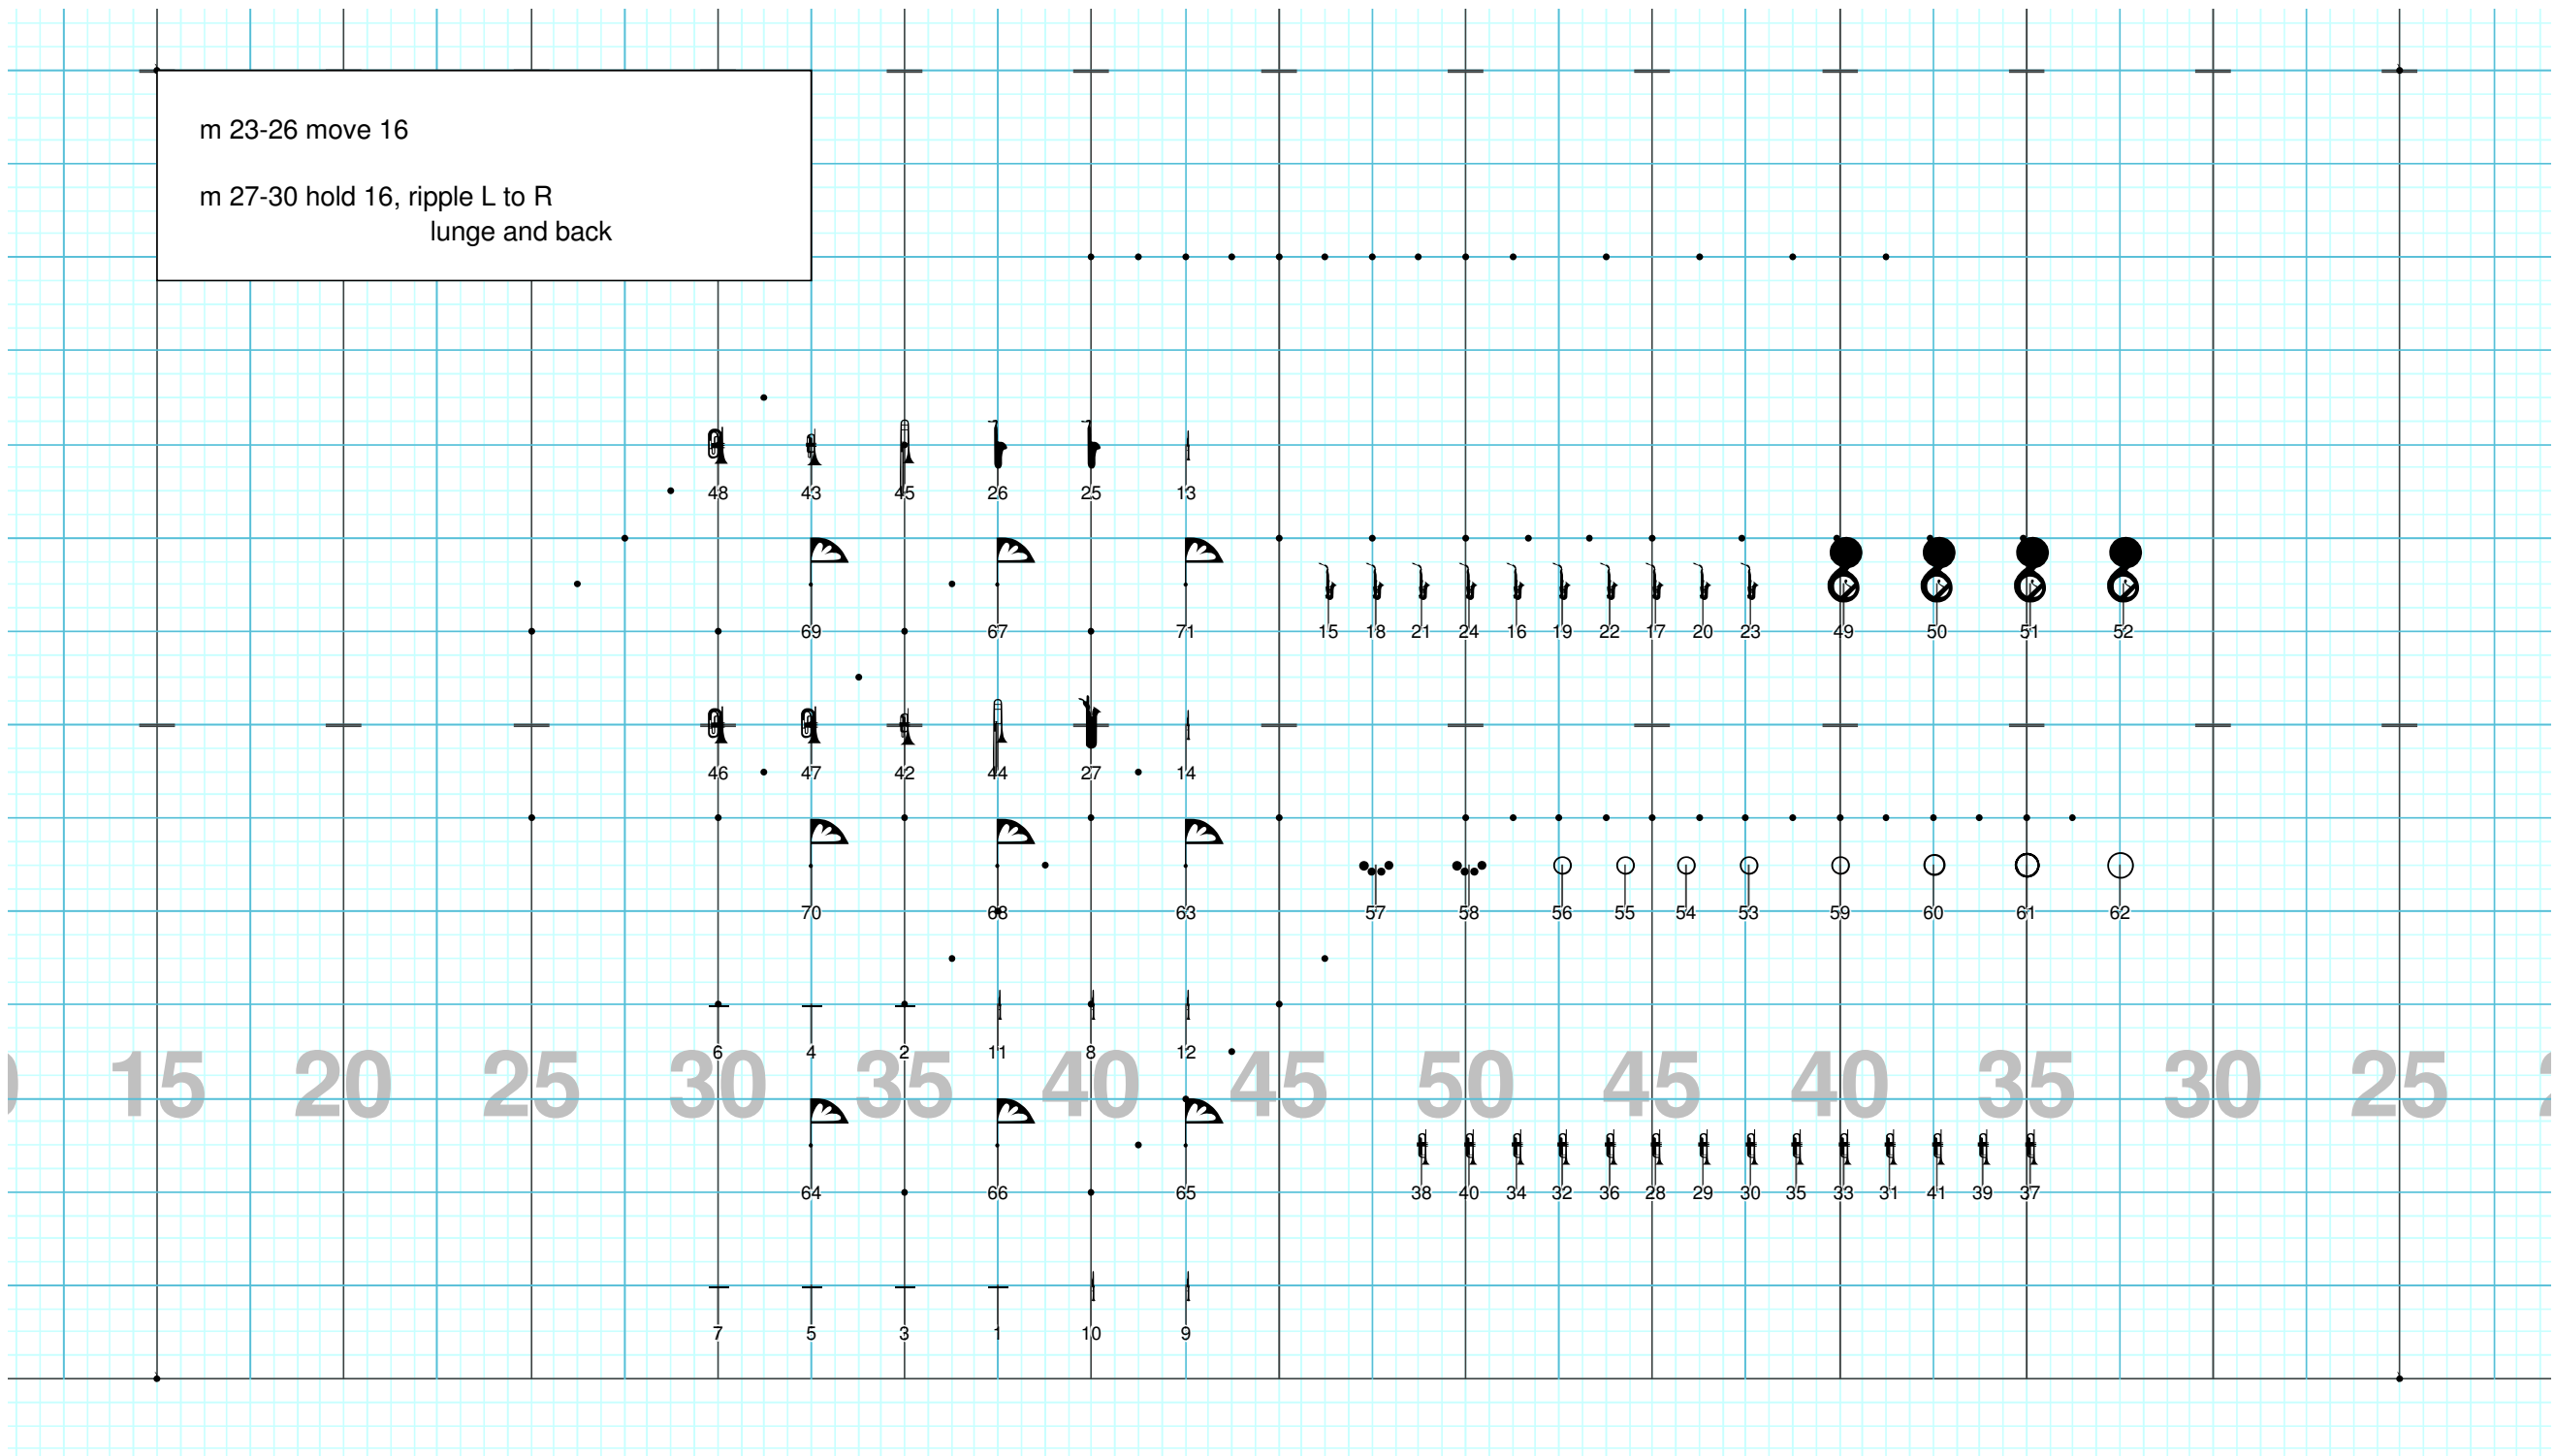 m 23-26 move 16
m 27-30 hold 16, ripple L to R
lunge and back
48 43 45 26 25 13
69 67 71 15 18 21 24 16 19 22 17 20 23 49 50 51 52
46 47 42 44 27 14
70 68 63 57 58 56 55 54 53 59 60 61 62
6 4 2 11 8 12
15 20 25 30 35 40 45 50 45 40 35 30 25
64 66 65 38 40 34 32 36 28 29 30 35 33 31 41 39 37
7 5 3 1 10 9